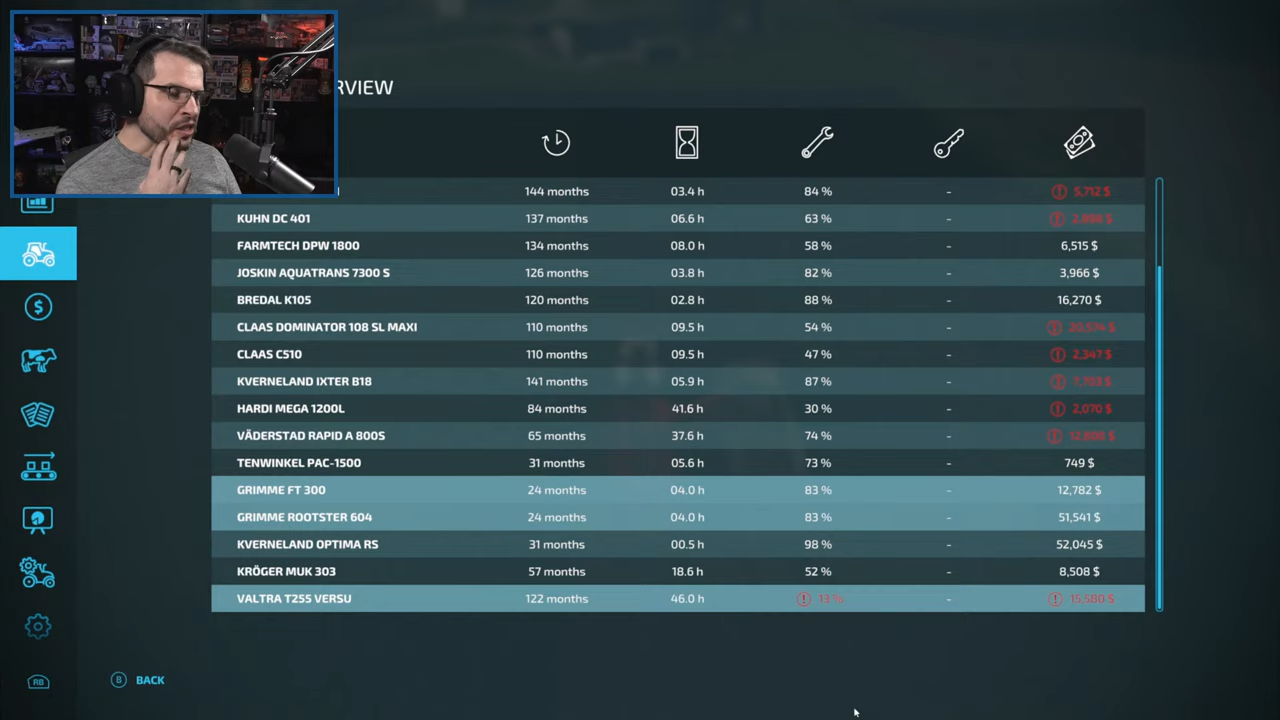 RVIEW
144 months 03.4 h 84 % - 5,712 $
KUHN DC 401 137 months 06.6 h 63 % -
FARMTECH DPW 1800 134 months 08.0 h 58 % - 6,515 $
JOSKIN AQUATRANS 7300 S 126 months 03.8 h 82 % - 3,966 $
BREDAL K105 120 months 02.8 h 88 % - 16,270 $
CLAAS DOMINATOR 108 SL MAXI 110 months 09.5 h 54 % - 20,574 $
CLAAS C510 110 months 09.5 h 47 % - 2,347 $
KVERNELAND IXTER B18 141 months 05.9 h 87 % -
HARDI MEGA 1200L 84 months 41.6 h 30 % - 2,070 $
VÄDERSTAD RAPID A 800S 65 months 37.6 h 74 % -
TENWINKEL PAC-1500 31 months 05.6 h 73 % - 749 $
GRIMME FT 300 24 months 04.0 h 83 % - 12,782 $
GRIMME ROOTSTER 604 24 months 04.0 h 83 % - 51,541 $
KVERNELAND OPTIMA RS 31 months 00.5 h 98 % - 52,045 $
KRÖGER MUK 303 57 months 18.6 h 52 % - 8,508 $
VALTRA T255 VERSU 122 months 46.0 h 13 % - 15,580 $
RB
B BACK